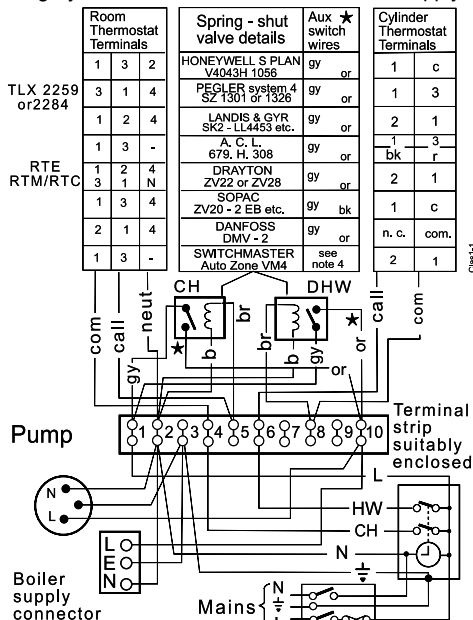 Room Thermostat Terminals
Spring - shut valve details
Aux ★ switch wires
Cylinder Thermostat Terminals
1 3 2 HONEYWELL S PLAN V4043H 1056 gy or 1 c
TLX 2259 or2284
3 1 4 PEGLER system 4 SZ 1301 or 1326 gy or 1 3
1 2 4 LANDIS & GYR SK2 - LL4453 etc. gy or 2 1
1 3 - A. C. L. 679. H. 308 gy or 1 bk 3 r
RTE RTM/RTC
1 2 4
3 1 N
DRAYTON ZV22 or ZV28 gy or 2 1
1 3 4 SOPAC ZV20 - 2 EB etc. gy bk 1 c
2 1 4 DANFOSS DMV - 2 gy or n. c. com.
1 3 - SWITCHMASTER Auto Zone VM4 see note 4 2 1
CH DHW
com call neut br call com
★ ★
gy b br b gy or or
1 2 3 4 5 6 7 8 9 10
Terminal strip suitably enclosed
Pump
L
N
L
HW
CH
N
L
E
N
Boiler supply connector
Mains
N